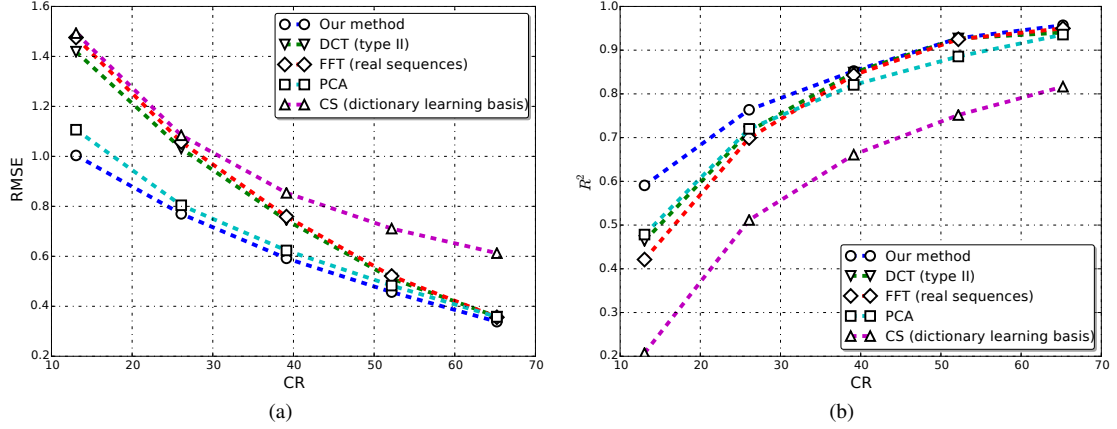 1.6
1.4
1.2
1.0
0.8
0.6
0.4
0.2
RMSE
Our method
DCT (type II)
FFT (real sequences)
PCA
CS (dictionary learning basis)
10 20 30 40 50 60 70
CR
(a)
1.0
0.9
0.8
0.7
0.6
0.5
0.4
0.3
0.2
R²
Our method
DCT (type II)
FFT (real sequences)
PCA
CS (dictionary learning basis)
10 20 30 40 50 60 70
CR
(b)